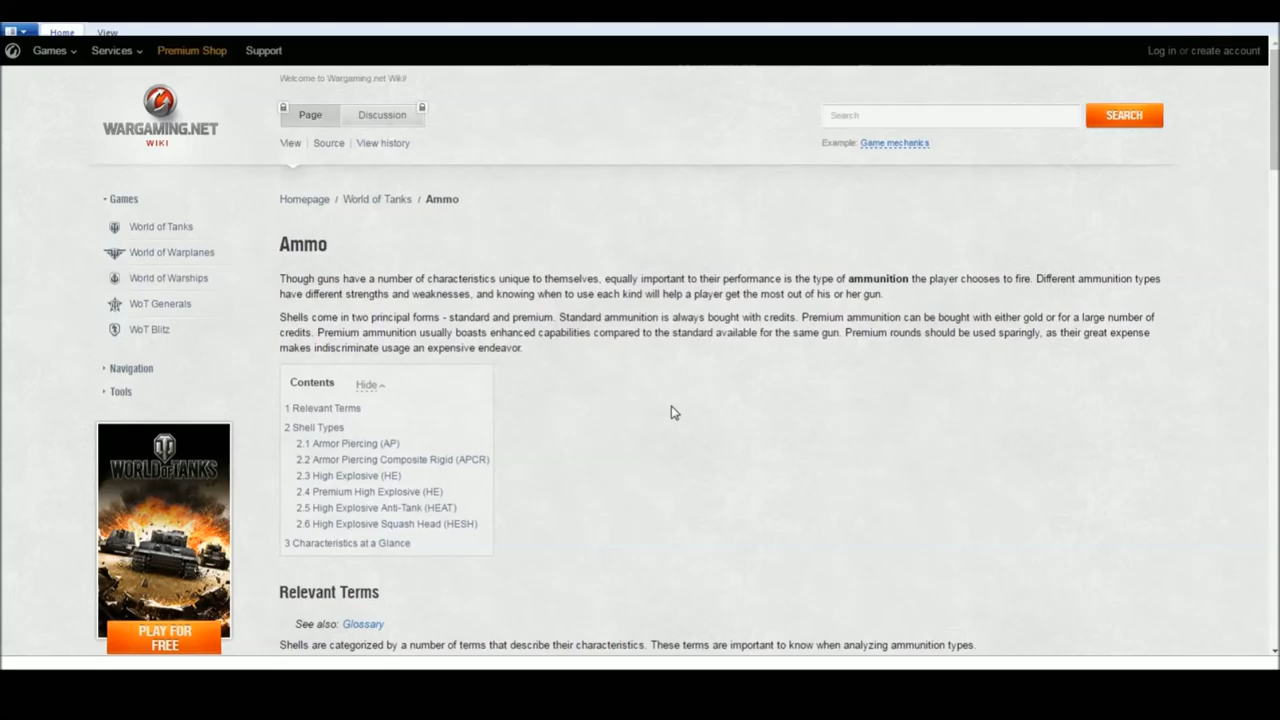 Home View
Games Services Premium Shop Support Log in or create account
Welcome to Wargaming.net Wiki!
WARGAMING.NET
WIKI
Page Discussion
Search SEARCH
View Source View history
Example: Game mechanics
Games
World of Tanks
World of Warplanes
World of Warships
WoT Generals
WoT Blitz
Navigation
Tools
WORLD OF TANKS
PLAY FOR
FREE
Homepage / World of Tanks / Ammo
Ammo
Though guns have a number of characteristics unique to themselves, equally important to their performance is the type of ammunition the player chooses to fire. Different ammunition types
have different strengths and weaknesses, and knowing when to use each kind will help a player get the most out of his or her gun.
Shells come in two principal forms - standard and premium. Standard ammunition is always bought with credits. Premium ammunition can be bought with either gold or for a large number of
credits. Premium ammunition usually boasts enhanced capabilities compared to the standard available for the same gun. Premium rounds should be used sparingly, as their great expense
makes indiscriminate usage an expensive endeavor.
Contents Hide
1 Relevant Terms
2 Shell Types
2.1 Armor Piercing (AP)
2.2 Armor Piercing Composite Rigid (APCR)
2.3 High Explosive (HE)
2.4 Premium High Explosive (HE)
2.5 High Explosive Anti-Tank (HEAT)
2.6 High Explosive Squash Head (HESH)
3 Characteristics at a Glance
Relevant Terms
See also: Glossary
Shells are categorized by a number of terms that describe their characteristics. These terms are important to know when analyzing ammunition types.